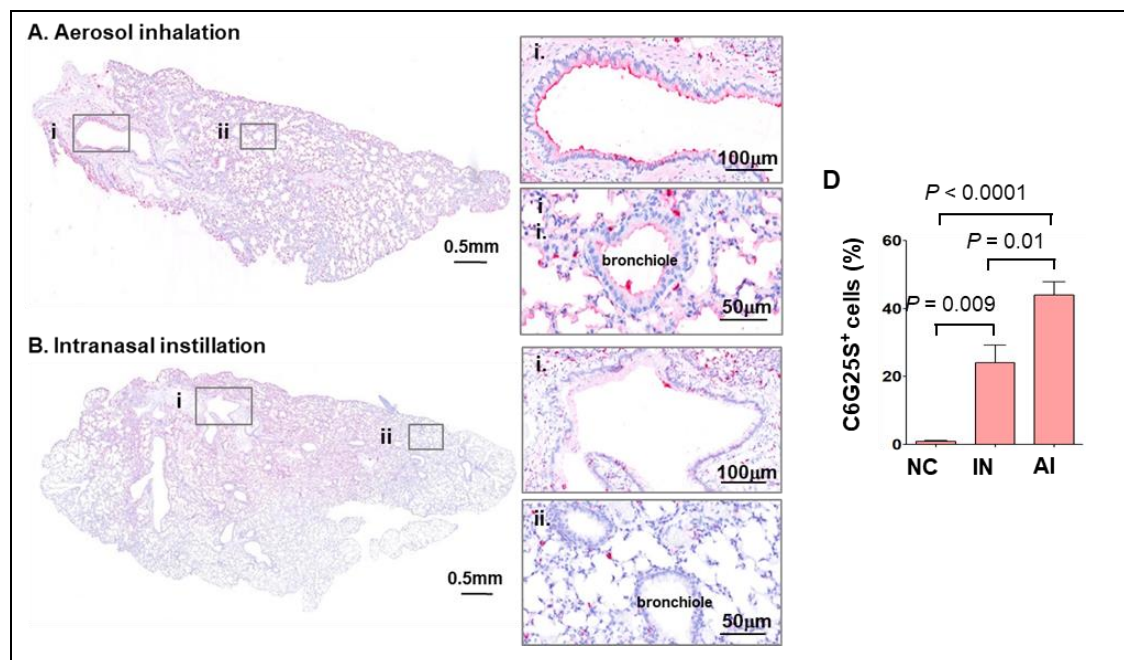 A. Aerosol inhalation
i
ii
0.5mm
i.
100μm
i
i.
bronchiole
50μm
B. Intranasal instillation
i
ii
0.5mm
i.
100μm
ii.
bronchiole
50μm
D
P < 0.0001
P = 0.01
P = 0.009
C6G25S+ cells (%)
60
40
20
0
NC IN AI